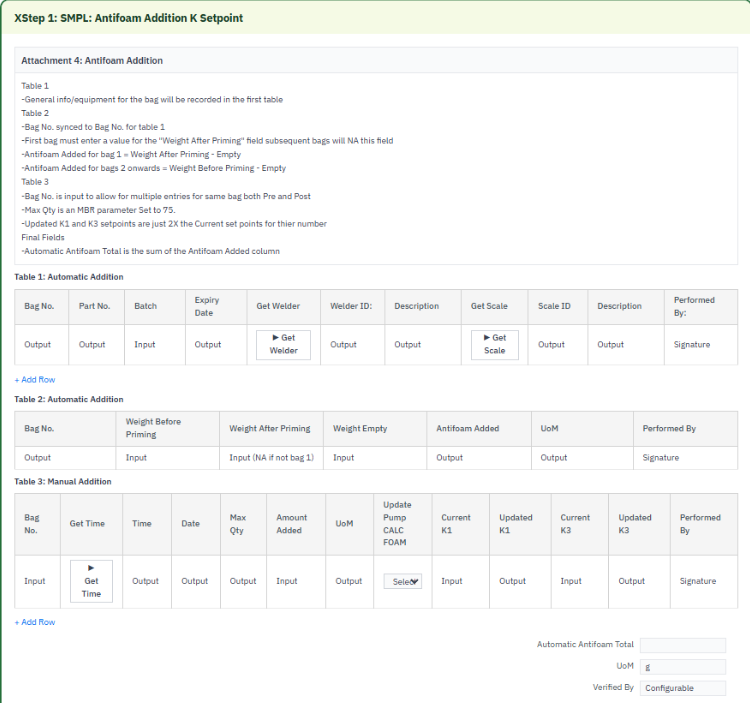 XStep 1: SMPL: Antifoam Addition K Setpoint
Attachment 4: Antifoam Addition
Table 1
-General info/equipment for the bag will be recorded in the first table
Table 2
-Bag No. synced to Bag No. for table 1
-First bag must enter a value for the "Weight After Priming" field subsequent bags will NA this field
-Antifoam Added for bag 1 = Weight After Priming - Empty
-Antifoam Added for bags 2 onwards = Weight Before Priming - Empty
Table 3
-Bag No. is input to allow for multiple entries for same bag both Pre and Post
-Max Qty is an MBR parameter Set to 75.
-Updated K1 and K3 setpoints are just 2X the Current set points for thier number
Final Fields
-Automatic Antifoam Total is the sum of the Antifoam Added column
Table 1: Automatic Addition
Bag No. Part No. Batch Expiry Date Get Welder Welder ID: Description Get Scale Scale ID Description Performed By:
Output Output Input Output ▶ Get Welder Output Output ▶ Get Scale Output Output Signature
+ Add Row
Table 2: Automatic Addition
Bag No. Weight Before Priming Weight After Priming Weight Empty Antifoam Added UoM Performed By
Output Input Input (NA if not bag 1) Input Output Output Signature
Table 3: Manual Addition
Bag No. Get Time Time Date Max Qty Amount Added UoM Update Pump CALC FOAM Current K1 Updated K1 Current K3 Updated K3 Performed By
Input ▶ Get Time Output Output Output Input Output Select Input Output Input Output Signature
+ Add Row
Automatic Antifoam Total
UoM g
Verified By Configurable